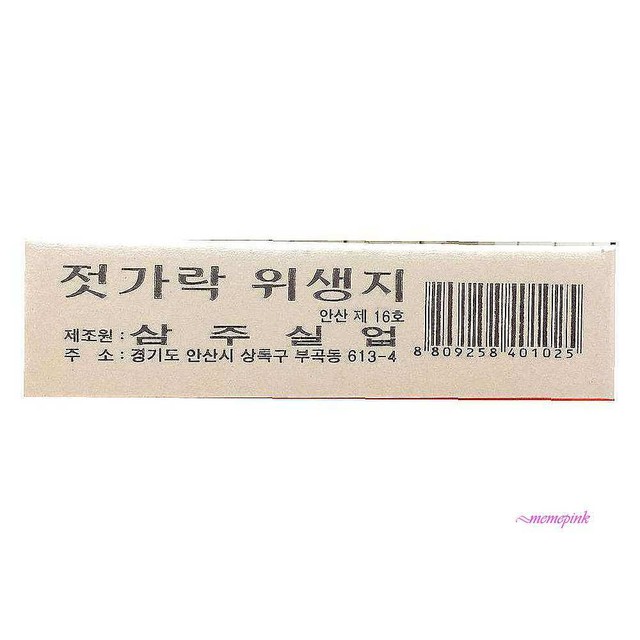 젓가락 위생지
안산 제 16호
제조원 : 삼 주 실 업
주 소 : 경기도 안산시 상록구 부곡동 613-4
8 809258 401025
~memepink